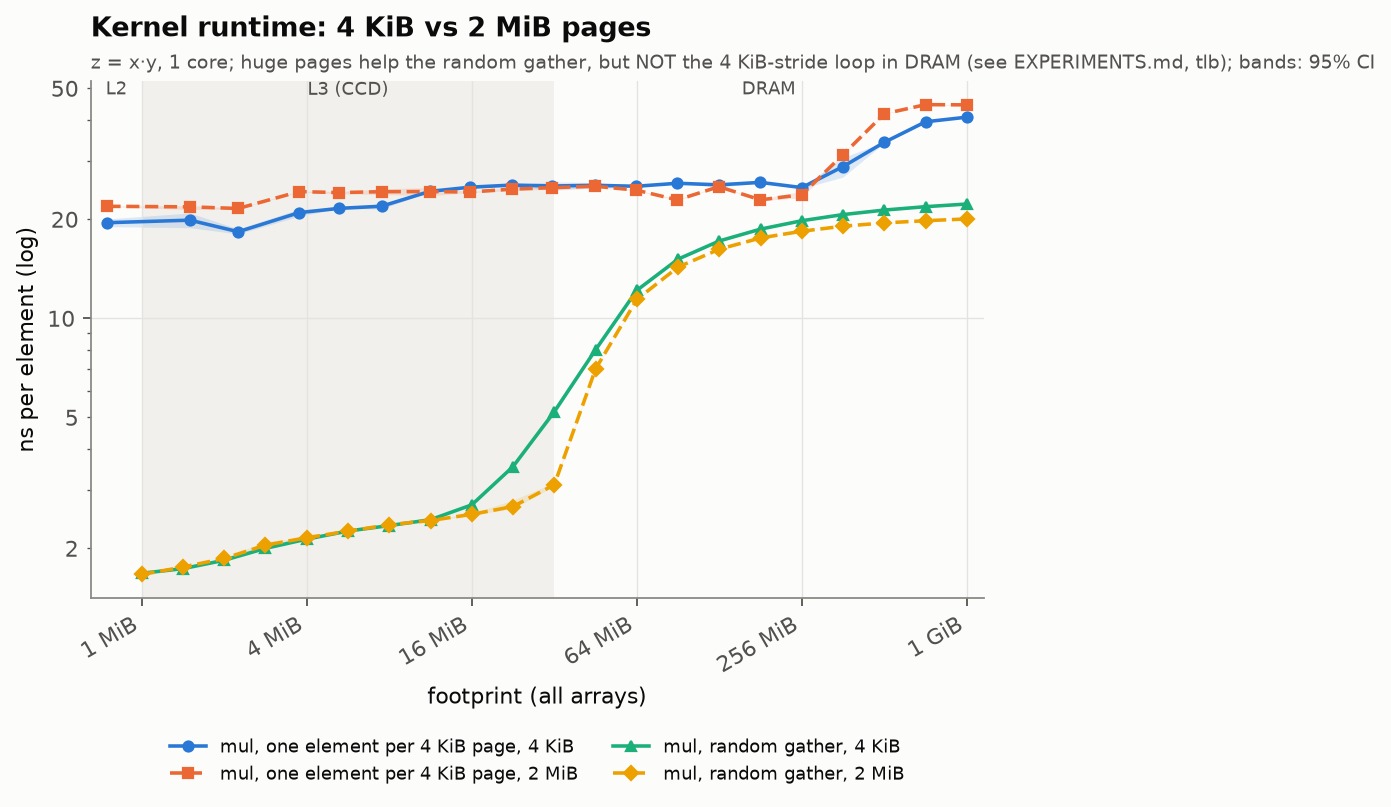 Kernel runtime: 4 KiB vs 2 MiB pages
z = x·y, 1 core; huge pages help the random gather, but NOT the 4 KiB-stride loop in DRAM (see EXPERIMENTS.md, tlb); bands: 95% CI
L2 L3 (CCD) DRAM
50
20
10
5
2
ns per element (log)
1 MiB 4 MiB 16 MiB 64 MiB 256 MiB 1 GiB
footprint (all arrays)
mul, one element per 4 KiB page, 4 KiB
mul, one element per 4 KiB page, 2 MiB
mul, random gather, 4 KiB
mul, random gather, 2 MiB